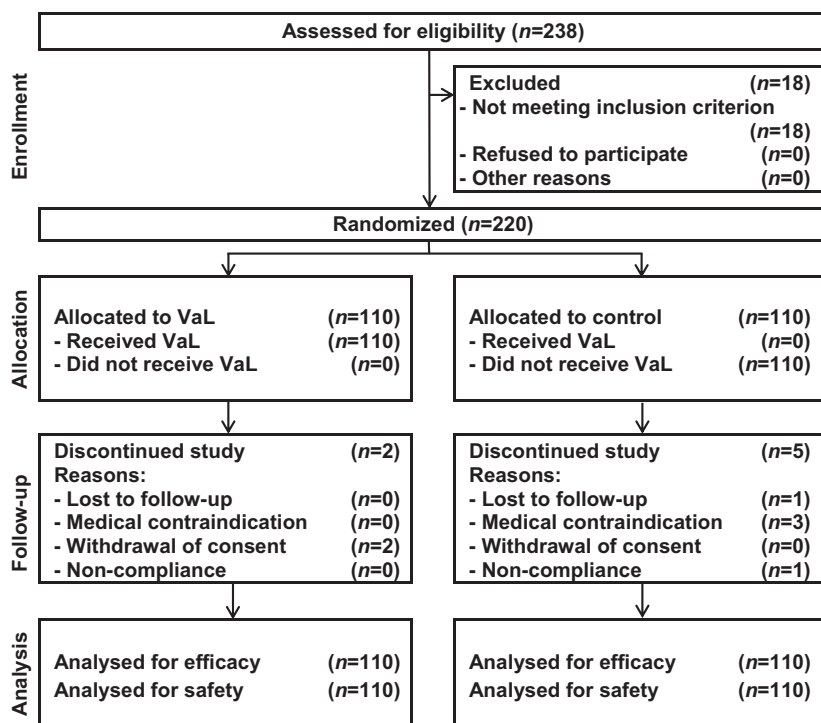 Assessed for eligibility (n=238)
Enrollment
Excluded (n=18)
- Not meeting inclusion criterion
(n=18)
- Refused to participate (n=0)
- Other reasons (n=0)
Randomized (n=220)
Allocation
Allocated to VaL (n=110)
- Received VaL (n=110)
- Did not receive VaL (n=0)
Allocated to control (n=110)
- Received VaL (n=0)
- Did not receive VaL (n=110)
Follow-up
Discontinued study (n=2)
Reasons:
- Lost to follow-up (n=0)
- Medical contraindication (n=0)
- Withdrawal of consent (n=2)
- Non-compliance (n=0)
Discontinued study (n=5)
Reasons:
- Lost to follow-up (n=1)
- Medical contraindication (n=3)
- Withdrawal of consent (n=0)
- Non-compliance (n=1)
Analysis
Analysed for efficacy (n=110)
Analysed for safety (n=110)
Analysed for efficacy (n=110)
Analysed for safety (n=110)